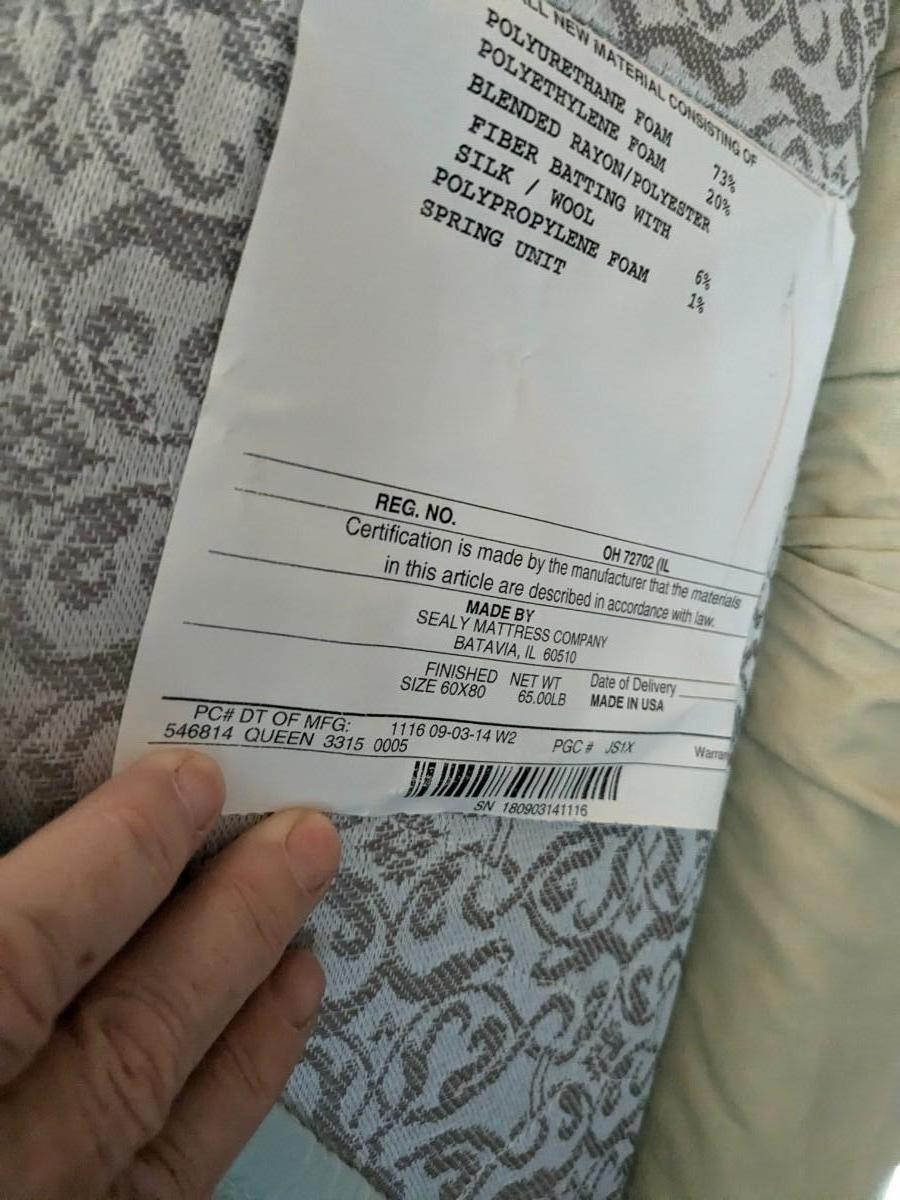 ALL NEW MATERIAL CONSISTING OF
POLYURETHANE FOAM 73%
POLYETHYLENE FOAM 20%
BLENDED RAYON/POLYESTER
FIBER BATTING WITH
SILK / WOOL 6%
POLYPROPYLENE FOAM 1%
SPRING UNIT
REG. NO. OH 72702 (IL
Certification is made by the manufacturer that the materials
in this article are described in accordance with law.
MADE BY
SEALY MATTRESS COMPANY
BATAVIA, IL 60510
FINISHED NET WT Date of Delivery
SIZE 60X80 65.00LB MADE IN USA
PC# DT OF MFG: 1116 09-03-14 W2 PGC # JS1X
546814 QUEEN 3315 0005
SN 180903141116